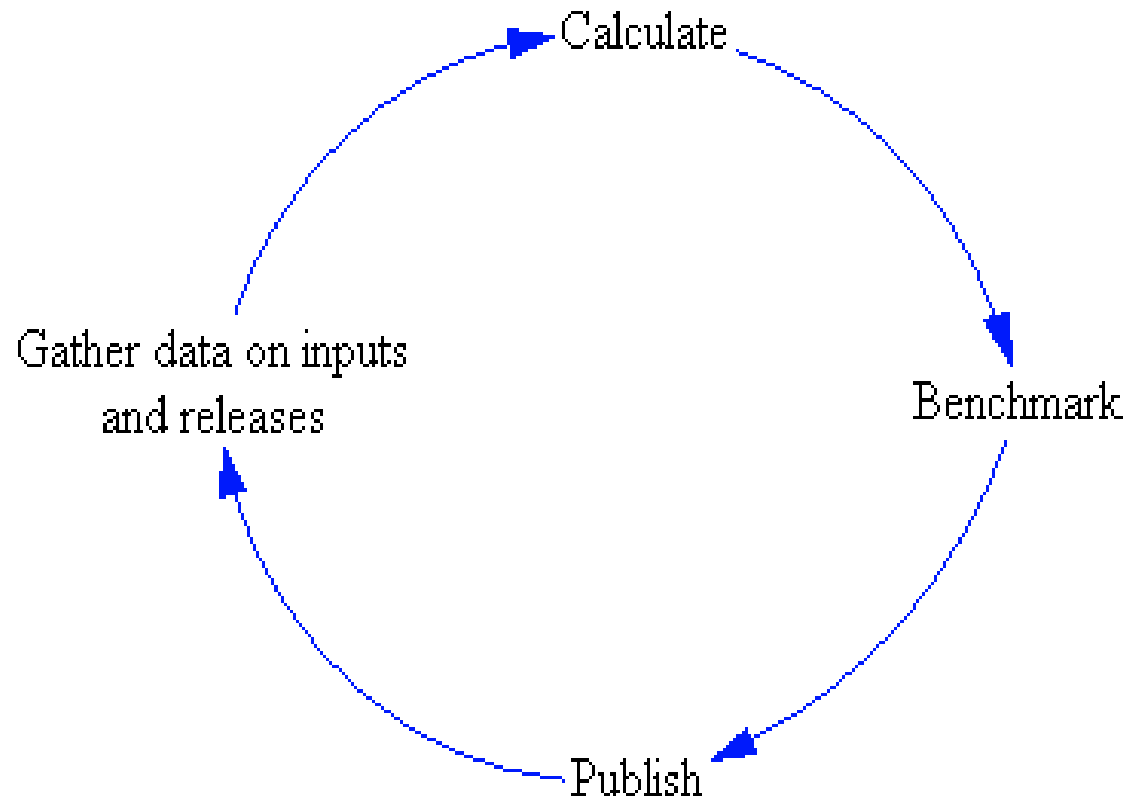 Calculate
Gather data on inputs
and releases
Benchmark
Publish